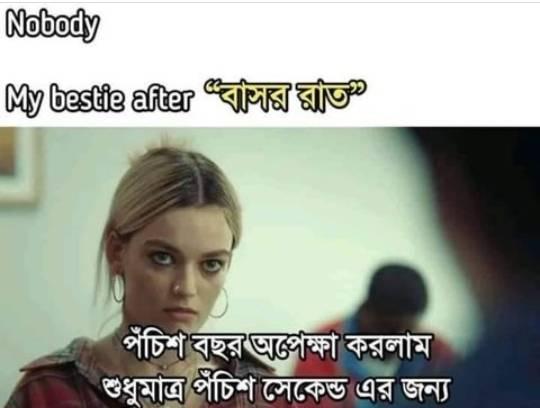 Nobody
My bestie after “বাসর রাত”
পঁচিশ বছর অপেক্ষা করলাম
শুধুমাত্র পঁচিশ সেকেন্ড এর জন্য